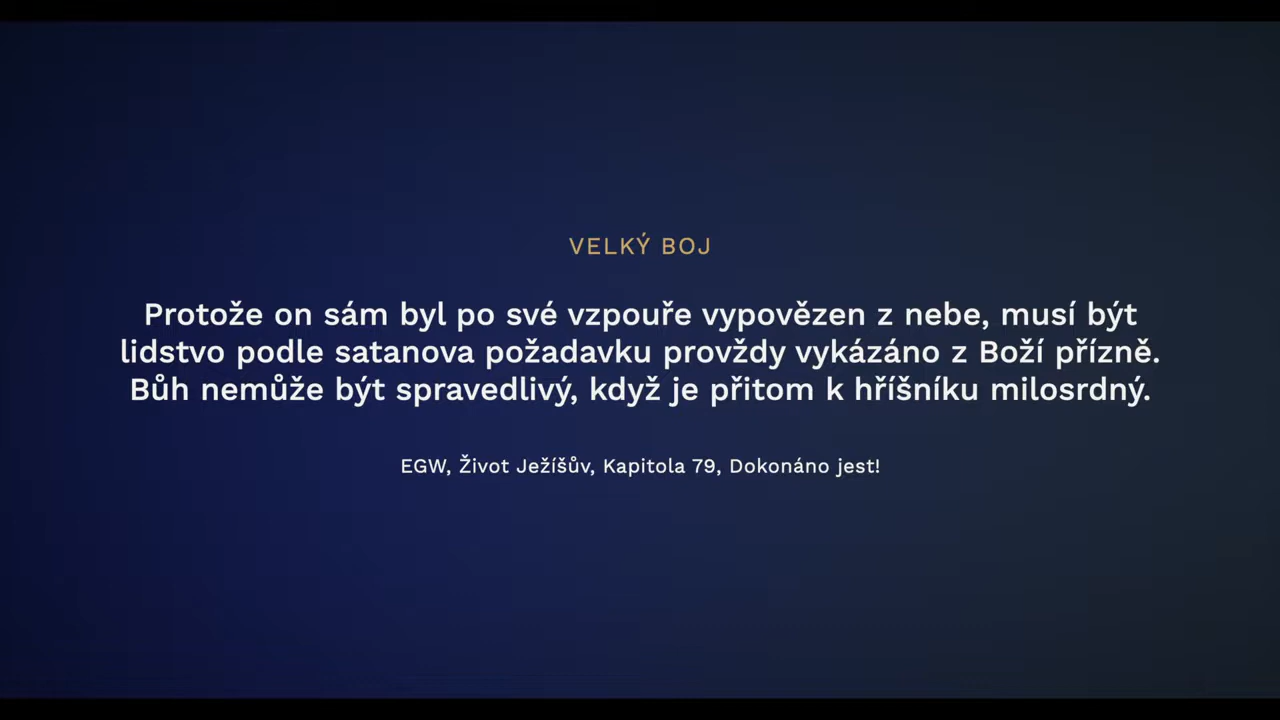 VELKÝ BOJ
Protože on sám byl po své vzpouře vypovězen z nebe, musí být
lidstvo podle satanova požadavku provždy vykázáno z Boží přízně.
Bůh nemůže být spravedlivý, když je přitom k hříšníku milosrdný.
EGW, Život Ježíšův, Kapitola 79, Dokonáno jest!